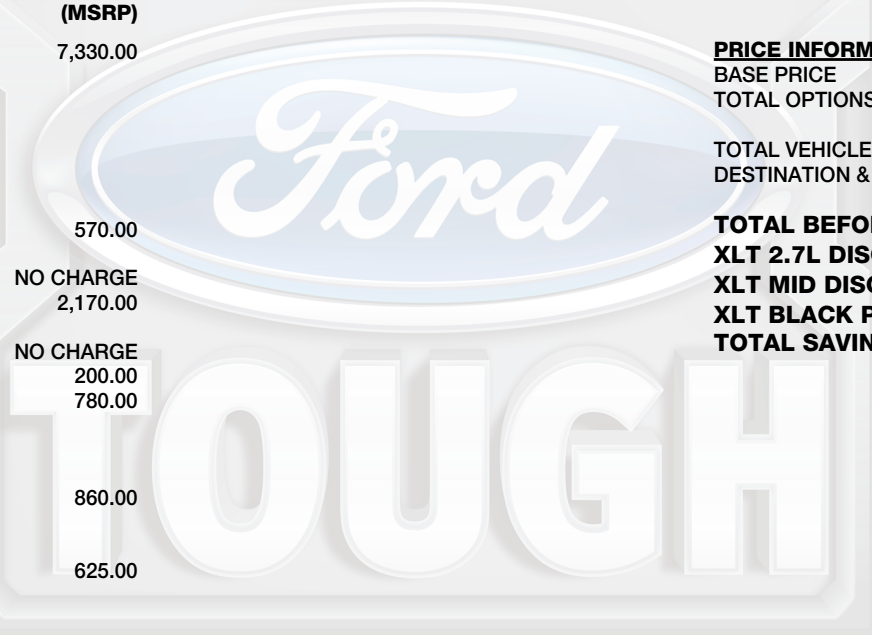 (MSRP)
7,330.00
570.00
NO CHARGE
2,170.00
NO CHARGE
200.00
780.00
860.00
625.00
PRICE INFORM
BASE PRICE
TOTAL OPTIONS
TOTAL VEHICLE
DESTINATION &
TOTAL BEFO
XLT 2.7L DIS
XLT MID DISC
XLT BLACK P
TOTAL SAVIN
Ford
TOUGH